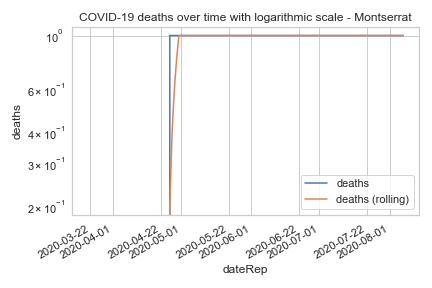 COVID-19 deaths over time with logarithmic scale - Montserrat
10⁰
6 × 10⁻¹
4 × 10⁻¹
3 × 10⁻¹
2 × 10⁻¹
deaths
deaths
deaths (rolling)
2020-03-22
2020-04-01
2020-04-22
2020-05-01
2020-05-22
2020-06-01
2020-06-22
2020-07-01
2020-07-22
2020-08-01
dateRep